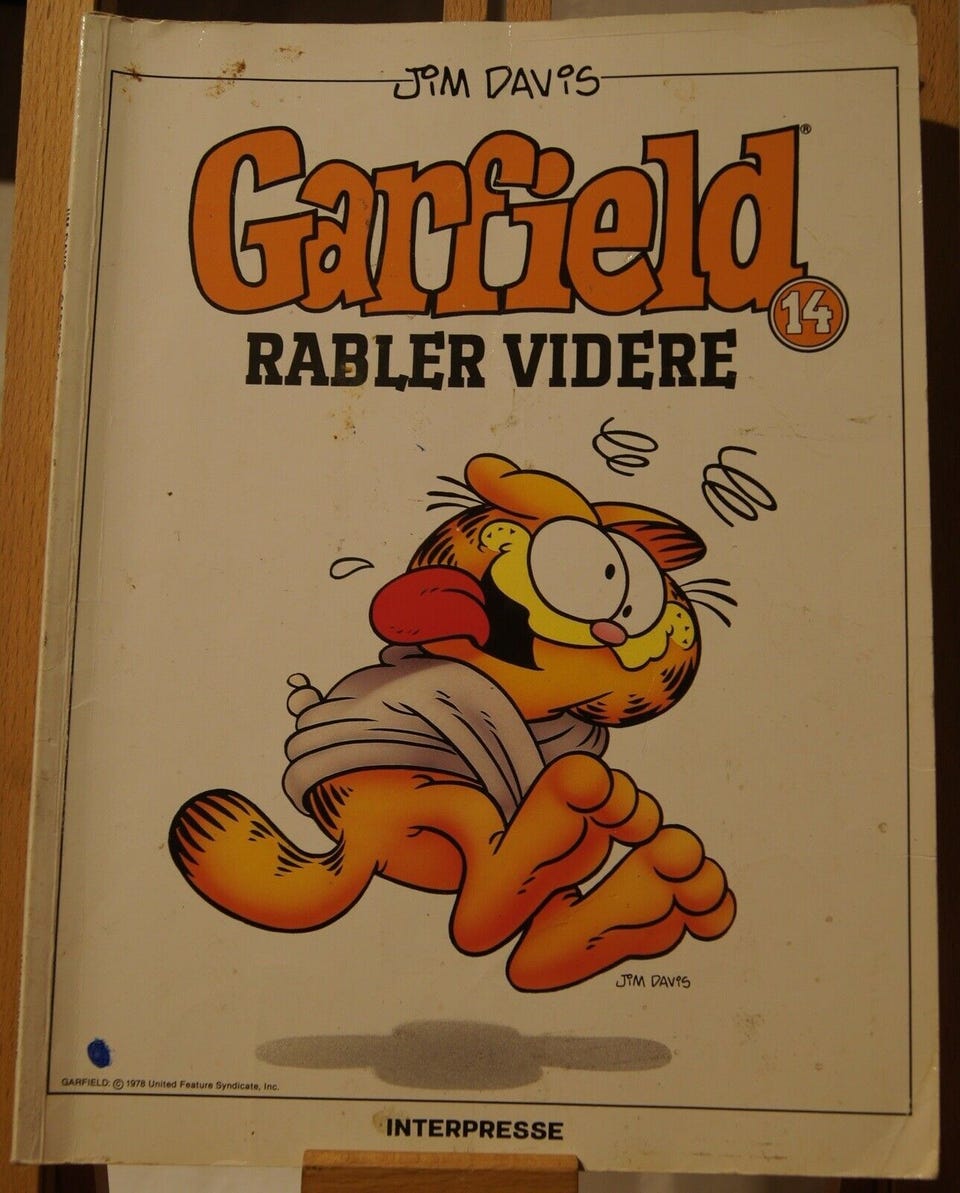 JIM DAVIS
Garfield®
14
RABLER VIDERE
JIM DAVIS
GARFIELD: © 1978 United Feature Syndicate, Inc.
INTERPRESSE